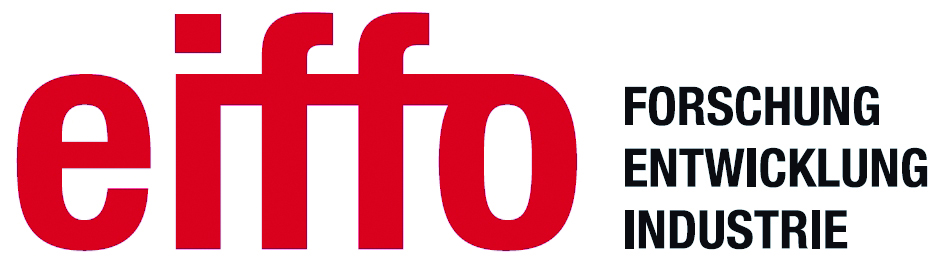 eiffo
FORSCHUNG
ENTWICKLUNG
INDUSTRIE